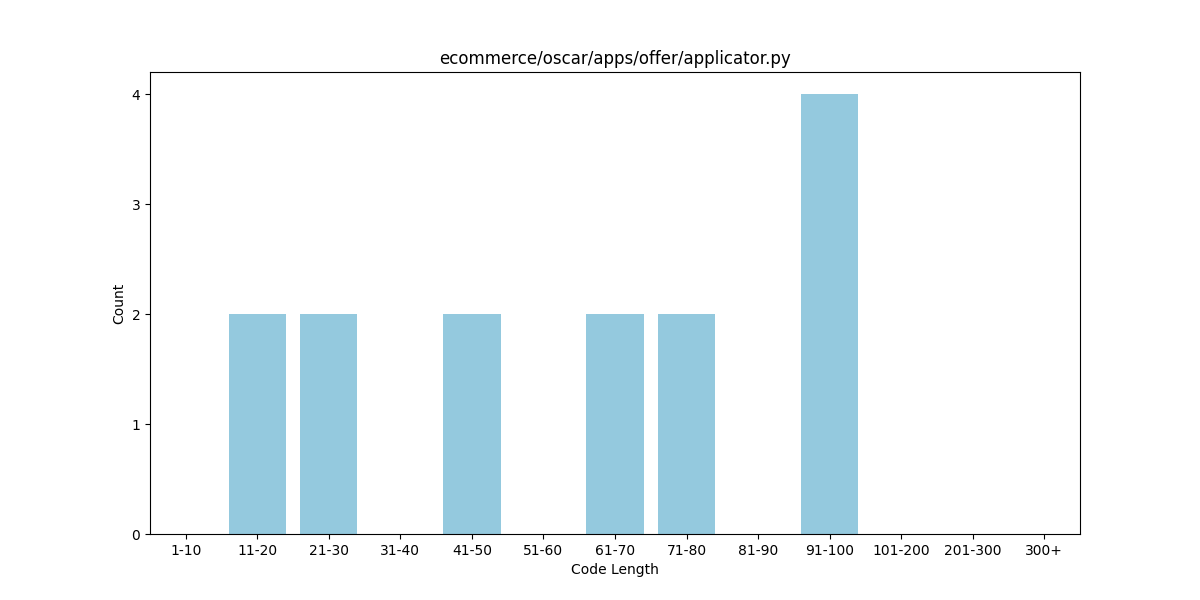 ecommerce/oscar/apps/offer/applicator.py
4
3
2
1
0
Count
1-10 11-20 21-30 31-40 41-50 51-60 61-70 71-80 81-90 91-100 101-200 201-300 300+
Code Length